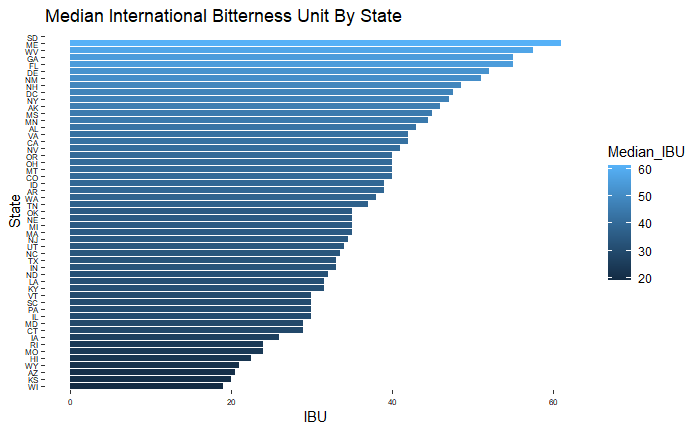 Median International Bitterness Unit By State
SD
ME
WV
GA
FL
DE
NM
NH
DC
NY
AK
MS
MN
AL
VA
CA
NV
OR
OH
MT
CO
ID
AR
WA
TN
OK
NE
MI
MA
NJ
UT
NC
TX
IN
ND
LA
KY
VT
SC
PA
IL
MD
CT
IA
RI
MO
HI
WY
AZ
KS
WI
State
0
20
40
60
IBU
Median_IBU
60
50
40
30
20